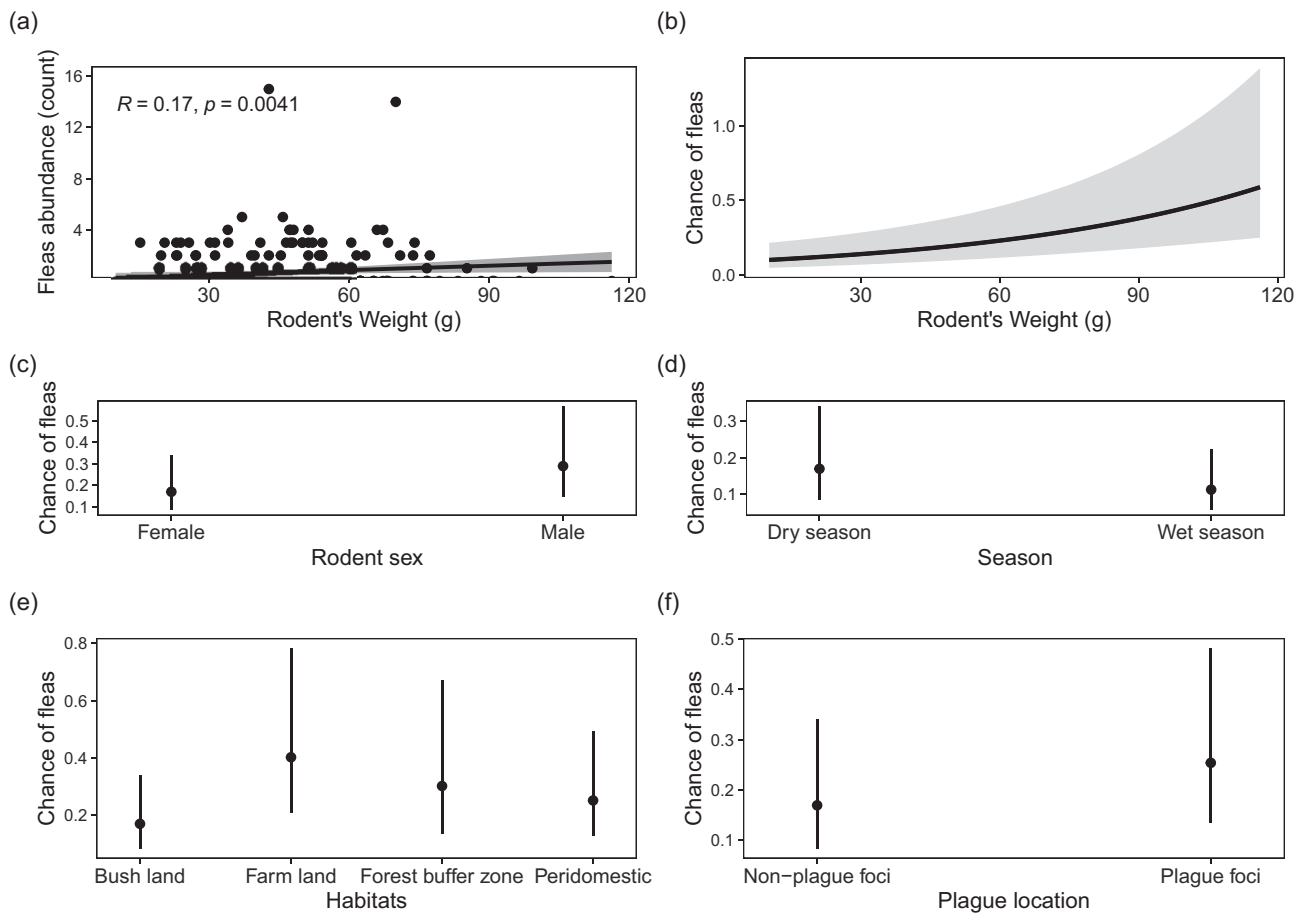 (a)
Fleas abundance (count)
16
12
8
4
R = 0.17, p = 0.0041
30
60
90
120
Rodent's Weight (g)
(b)
Chance of fleas
1.0
0.5
0.0
30
60
90
120
Rodent's Weight (g)
(c)
Chance of fleas
0.5
0.4
0.3
0.2
0.1
Female
Male
Rodent sex
(d)
Chance of fleas
0.3
0.2
0.1
Dry season
Wet season
Season
(e)
Chance of fleas
0.8
0.6
0.4
0.2
Bush land
Farm land
Forest buffer zone
Peridomestic
Habitats
(f)
Chance of fleas
0.5
0.4
0.3
0.2
0.1
Non−plague foci
Plague foci
Plague location